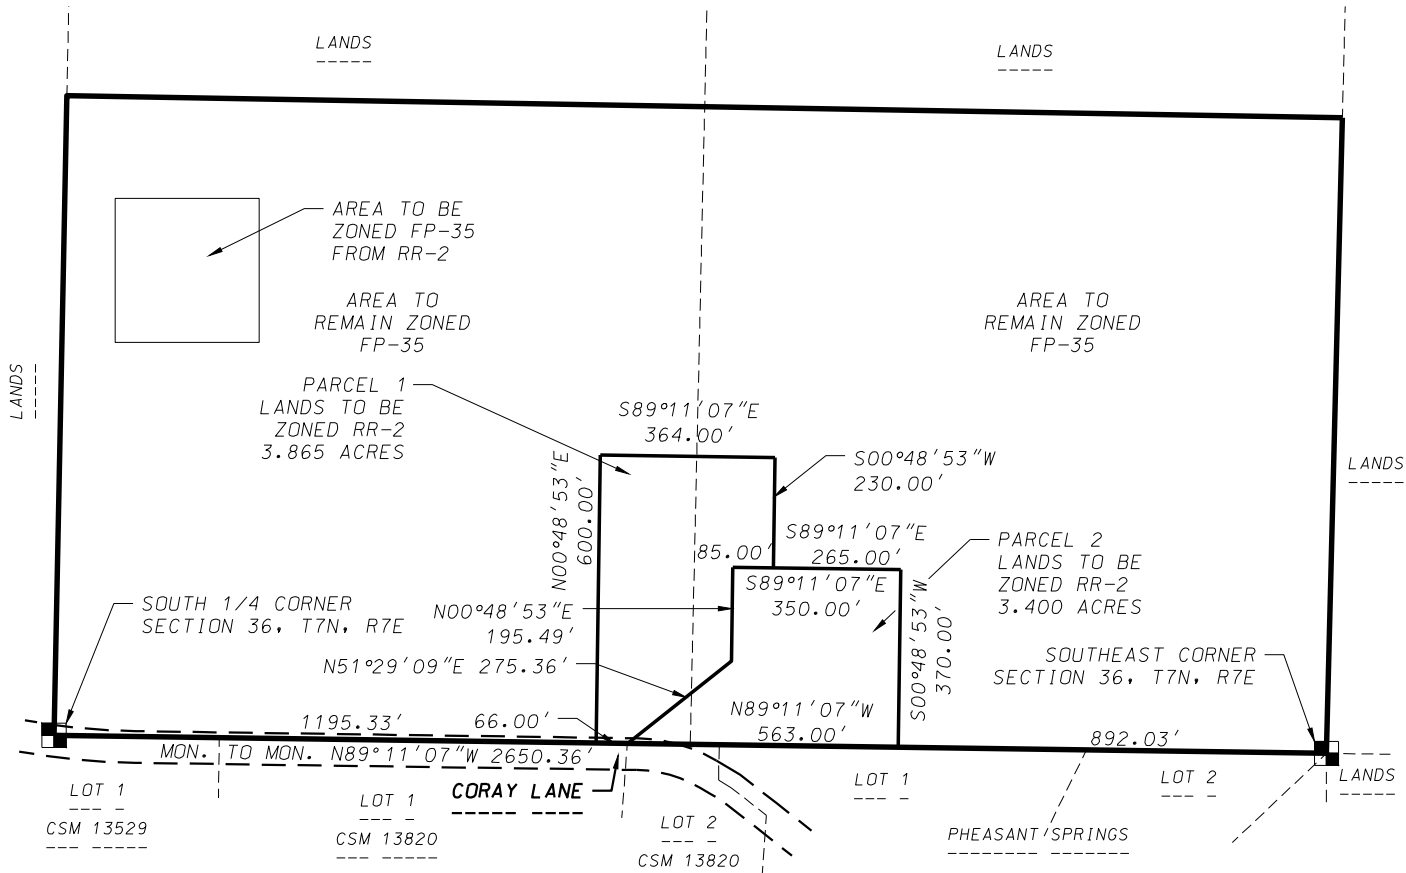 LANDS
LANDS
AREA TO BE
ZONED FP-35
FROM RR-2
AREA TO
REMAIN ZONED
FP-35
AREA TO
REMAIN ZONED
FP-35
LANDS
PARCEL 1
LANDS TO BE
ZONED RR-2
3.865 ACRES
S89°11'07"E
364.00'
N00°48'53"E
600.00'
S00°48'53"W
230.00'
LANDS
85.00'
S89°11'07"E
265.00'
S89°11'07"E
350.00'
PARCEL 2
LANDS TO BE
ZONED RR-2
3.400 ACRES
S00°48'53"W
370.00'
SOUTH 1/4 CORNER
SECTION 36, T7N, R7E
N00°48'53"E
195.49'
N51°29'09"E 275.36'
SOUTHEAST CORNER
SECTION 36, T7N, R7E
1195.33'
66.00'
N89°11'07"W
563.00'
892.03'
MON. TO MON. N89°11'07"W 2650.36'
CORAY LANE
LOT 1
CSM 13529
LOT 1
CSM 13820
LOT 2
CSM 13820
LOT 1
LOT 2
LANDS
PHEASANT SPRINGS